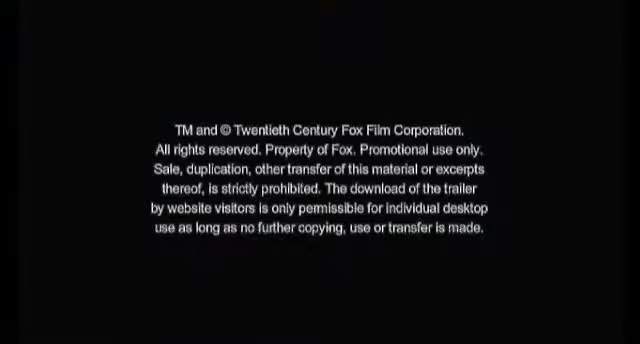 TM and © Twentieth Century Fox Film Corporation.
All rights reserved. Property of Fox. Promotional use only.
Sale, duplication, other transfer of this material or excerpts
thereof, is strictly prohibited. The download of the trailer
by website visitors is only permissible for individual desktop
use as long as no further copying, use or transfer is made.